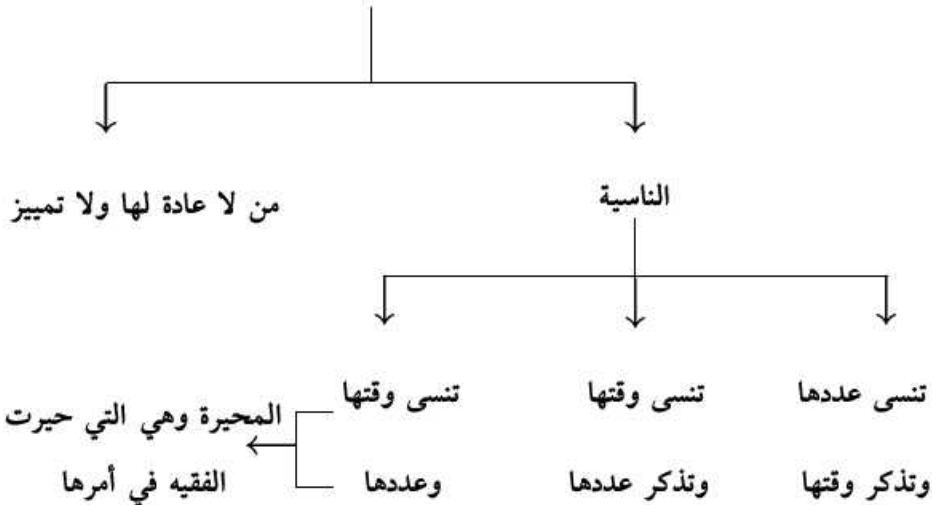 الناسية
من لا عادة لها ولا تمييز
تنسى عددها
وتذكر وقتها
تنسى وقتها
وتذكر عددها
تنسى وقتها
وعددها
المحيرة وهي التي حيرت
الفقيه في أمرها